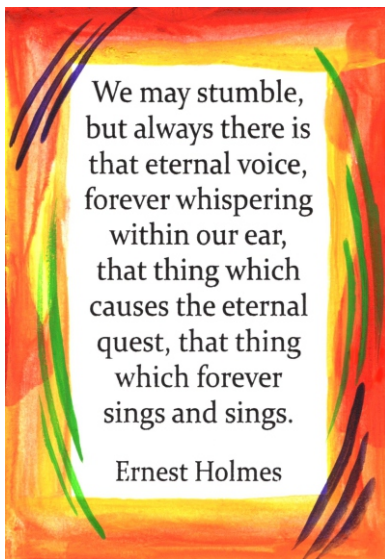 We may stumble,
but always there is
that eternal voice,
forever whispering
within our ear,
that thing which
causes the eternal
quest, that thing
which forever
sings and sings.
Ernest Holmes